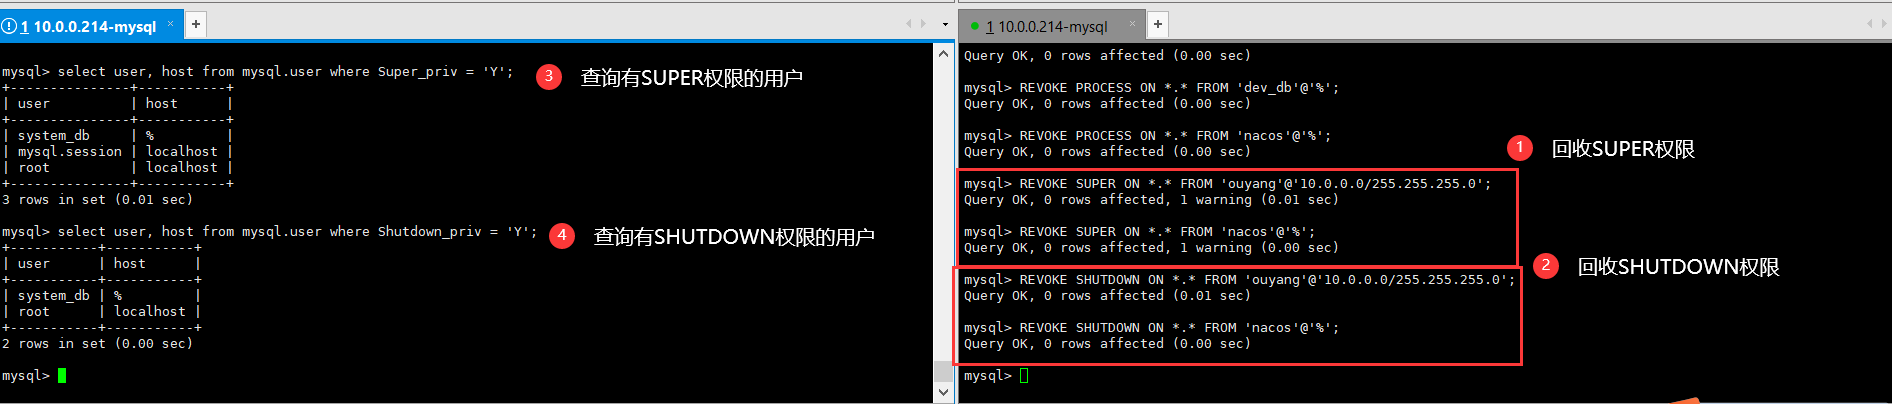 1 10.0.0.214-mysql × +
mysql> select user, host from mysql.user where Super_priv = 'Y';
3 查询有SUPER权限的用户
+---------------+-----------+
| user          | host      |
+---------------+-----------+
| system_db     | %         |
| mysql.session | localhost |
| root          | localhost |
+---------------+-----------+
3 rows in set (0.01 sec)
mysql> select user, host from mysql.user where Shutdown_priv = 'Y';
4 查询有SHUTDOWN权限的用户
+-----------+-----------+
| user      | host      |
+-----------+-----------+
| system_db | %         |
| root      | localhost |
+-----------+-----------+
2 rows in set (0.00 sec)
mysql>
1 10.0.0.214-mysql × +
Query OK, 0 rows affected (0.00 sec)
mysql> REVOKE PROCESS ON *.* FROM 'dev_db'@'%';
Query OK, 0 rows affected (0.00 sec)
mysql> REVOKE PROCESS ON *.* FROM 'nacos'@'%';
Query OK, 0 rows affected (0.00 sec)
1 回收SUPER权限
mysql> REVOKE SUPER ON *.* FROM 'ouyang'@'10.0.0.0/255.255.255.0';
Query OK, 0 rows affected, 1 warning (0.01 sec)
mysql> REVOKE SUPER ON *.* FROM 'nacos'@'%';
Query OK, 0 rows affected, 1 warning (0.00 sec)
2 回收SHUTDOWN权限
mysql> REVOKE SHUTDOWN ON *.* FROM 'ouyang'@'10.0.0.0/255.255.255.0';
Query OK, 0 rows affected (0.01 sec)
mysql> REVOKE SHUTDOWN ON *.* FROM 'nacos'@'%';
Query OK, 0 rows affected (0.00 sec)
mysql>